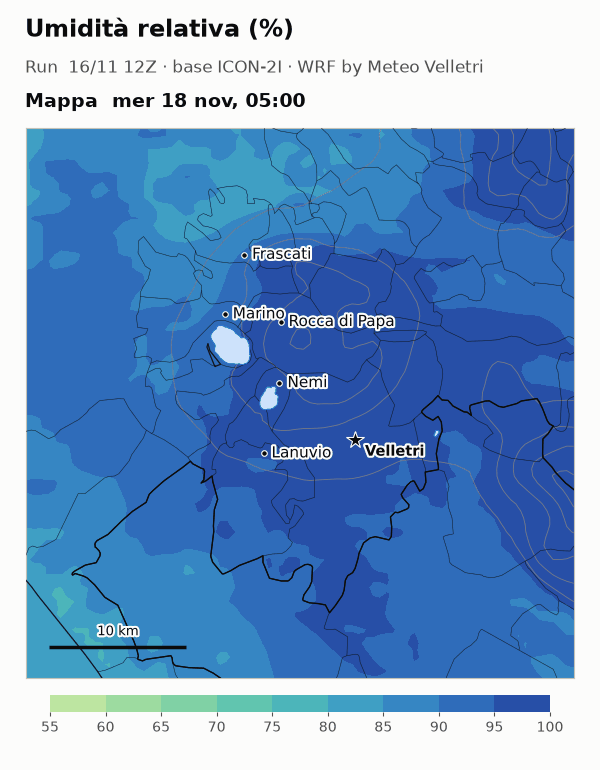 Umidità relativa (%)
Run  16/11 12Z · base ICON-2I · WRF by Meteo Velletri
Mappa  mer 18 nov, 05:00
Frascati
Marino
Rocca di Papa
Nemi
Velletri
Lanuvio
10 km
55 60 65 70 75 80 85 90 95 100